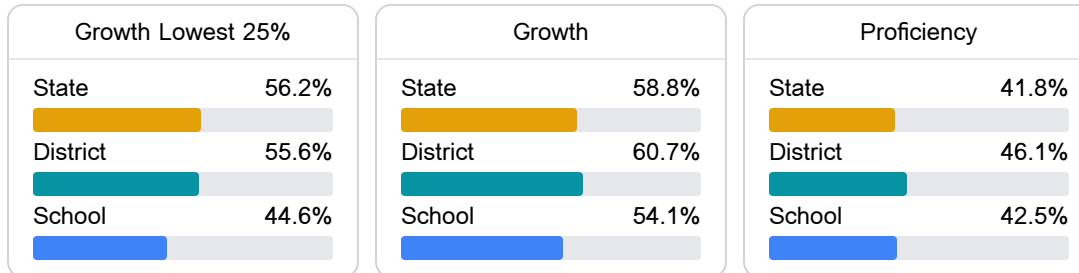 Growth Lowest 25%
State 56.2%
District 55.6%
School 44.6%
Growth
State 58.8%
District 60.7%
School 54.1%
Proficiency
State 41.8%
District 46.1%
School 42.5%